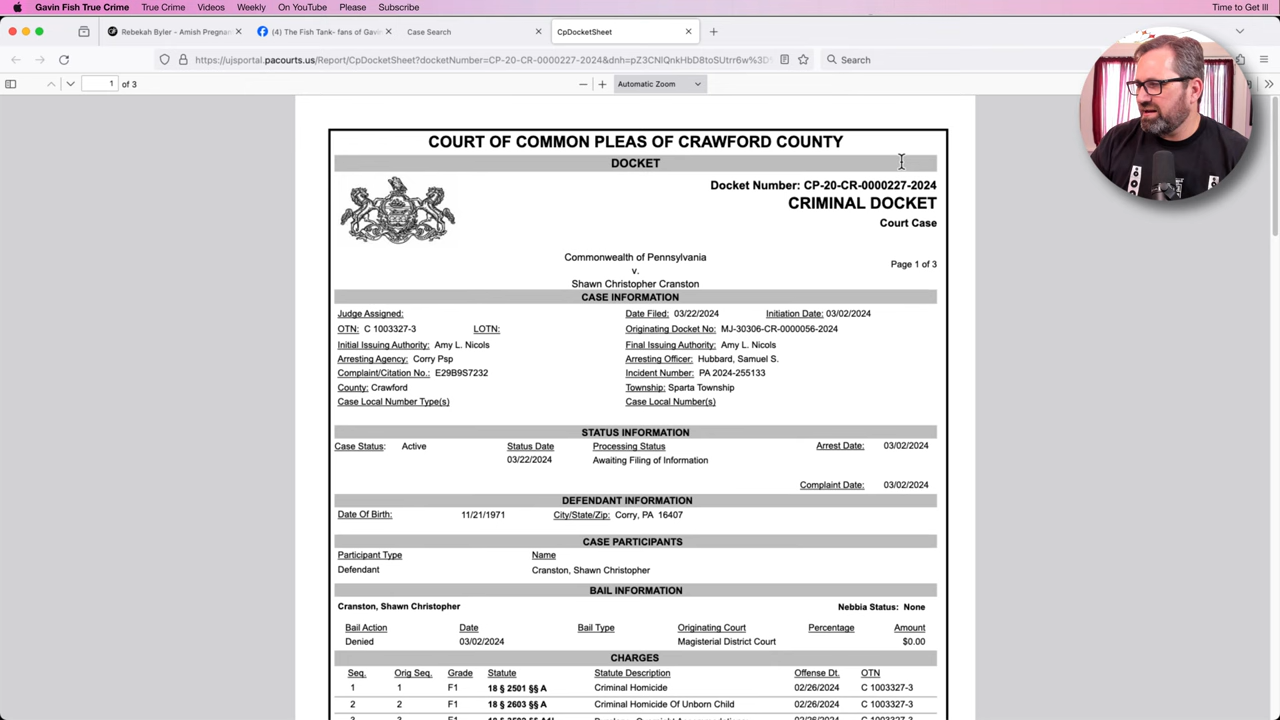 Gavin Fish True Crime True Crime Videos Weekly On YouTube Please Subscribe Time to Get Ill
Rebekah Byler - Amish Pregnan (4) The Fish Tank- fans of Gavi Case Search CpDocketSheet
https://ujsportal.pacourts.us/Report/CpDocketSheet?docketNumber=CP-20-CR-0000227-2024&dnh=pZ3CNlQnkHbD8toSUtrr6w%3D Search
1 of 3 Automatic Zoom
COURT OF COMMON PLEAS OF CRAWFORD COUNTY
DOCKET
Docket Number: CP-20-CR-0000227-2024
CRIMINAL DOCKET
Court Case
Commonwealth of Pennsylvania
Page 1 of 3
v.
Shawn Christopher Cranston
CASE INFORMATION
Judge Assigned: Date Filed: 03/22/2024 Initiation Date: 03/02/2024
OTN: C 1003327-3 LOTN: Originating Docket No: MJ-30306-CR-0000056-2024
Initial Issuing Authority: Amy L. Nicols Final Issuing Authority: Amy L. Nicols
Arresting Agency: Corry Psp Arresting Officer: Hubbard, Samuel S.
Complaint/Citation No.: E29B9S7232 Incident Number: PA 2024-255133
County: Crawford Township: Sparta Township
Case Local Number Type(s) Case Local Number(s)
STATUS INFORMATION
Case Status: Active Status Date Processing Status Arrest Date: 03/02/2024
03/22/2024 Awaiting Filing of Information
Complaint Date: 03/02/2024
DEFENDANT INFORMATION
Date Of Birth: 11/21/1971 City/State/Zip: Corry, PA 16407
CASE PARTICIPANTS
Participant Type Name
Defendant Cranston, Shawn Christopher
BAIL INFORMATION
Cranston, Shawn Christopher Nebbia Status: None
Bail Action Date Bail Type Originating Court Percentage Amount
Denied 03/02/2024 Magisterial District Court $0.00
CHARGES
Seq. Orig Seq. Grade Statute Statute Description Offense Dt. OTN
1 1 F1 18 § 2501 §§ A Criminal Homicide 02/26/2024 C 1003327-3
2 2 F1 18 § 2603 §§ A Criminal Homicide Of Unborn Child 02/26/2024 C 1003327-3